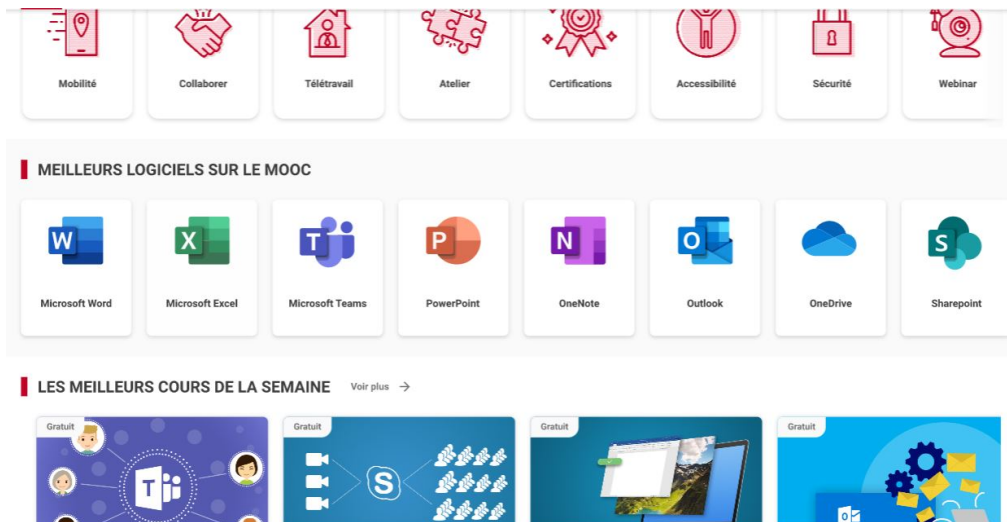 Mobilité
Collaborer
Télétravail
Atelier
Certifications
Accessibilité
Sécurité
Webinar
MEILLEURS LOGICIELS SUR LE MOOC
W
X
T
P
N
O
S
Microsoft Word
Microsoft Excel
Microsoft Teams
PowerPoint
OneNote
Outlook
OneDrive
Sharepoint
LES MEILLEURS COURS DE LA SEMAINE Voir plus →
Gratuit
Gratuit
Gratuit
Gratuit
T
S
O